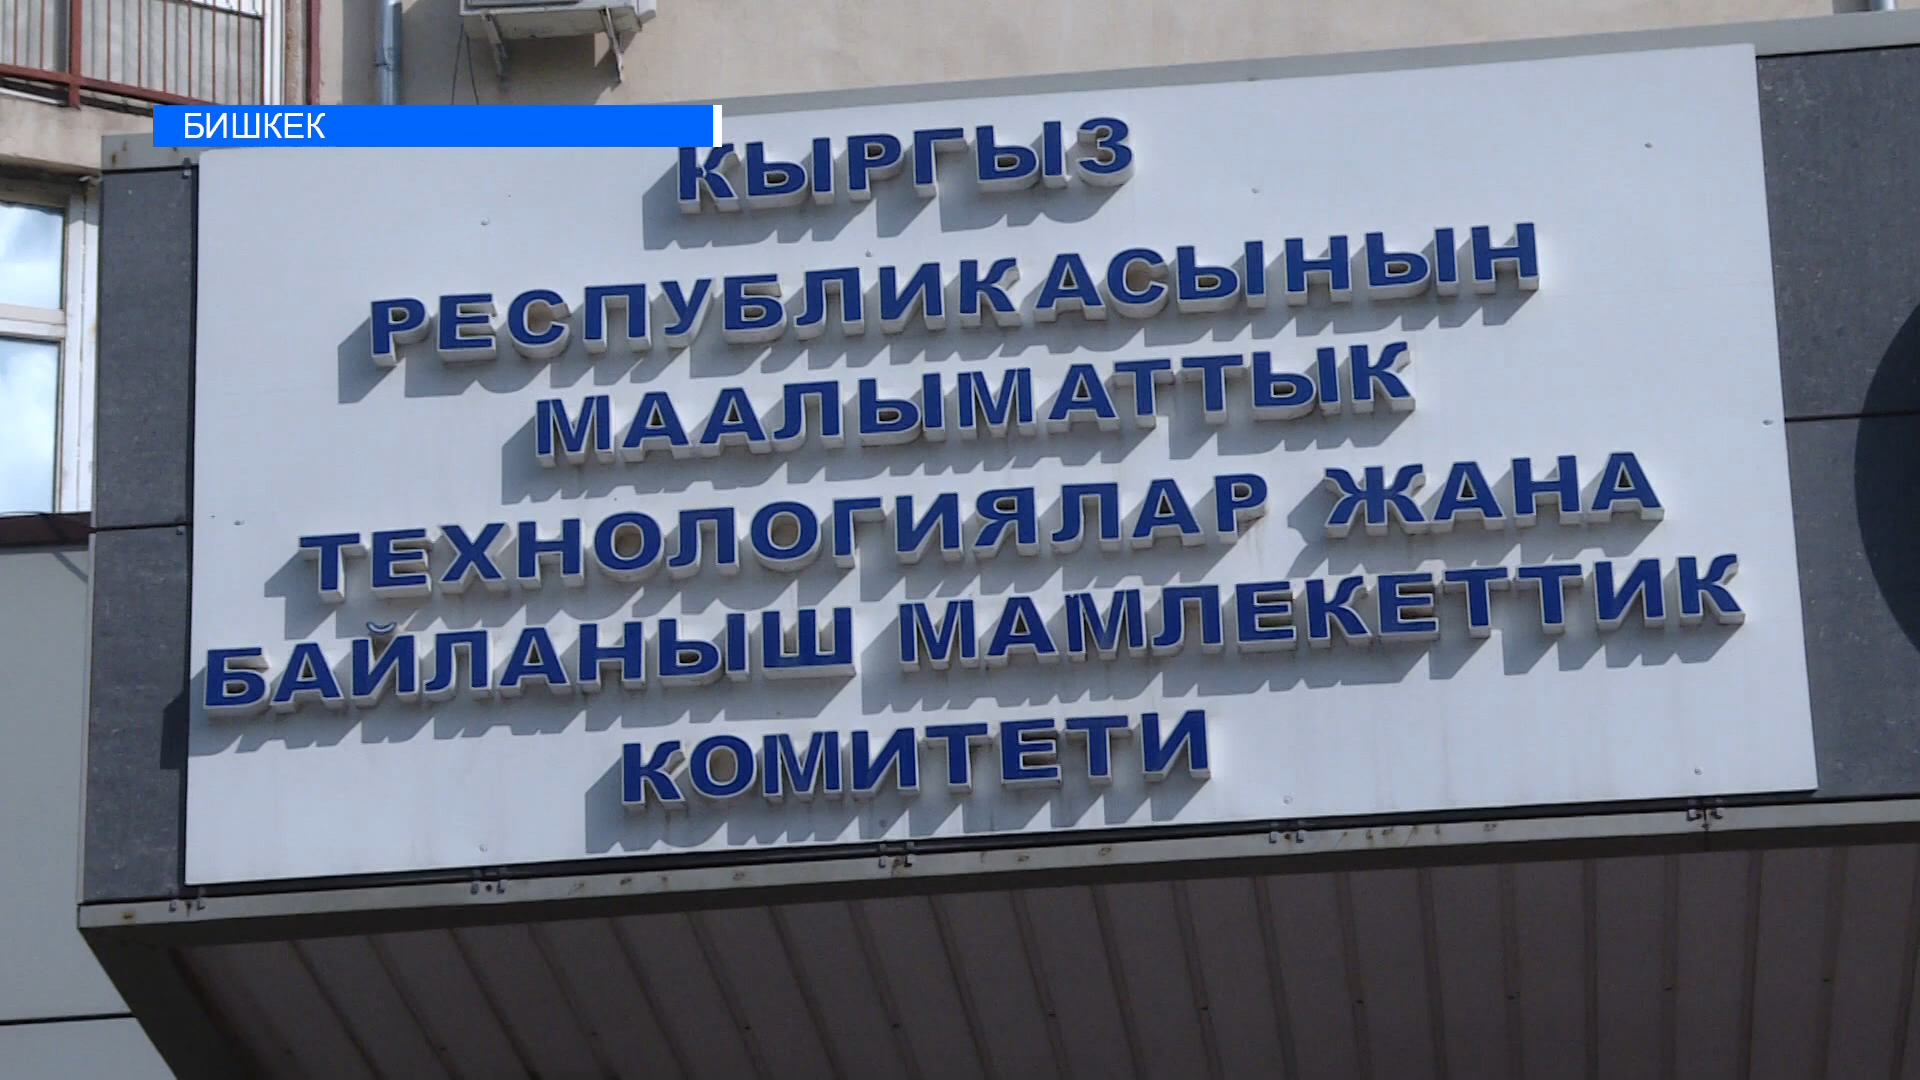 БИШКЕК
КЫРГЫЗ
РЕСПУБЛИКАСЫНЫН
МААЛЫМАТТЫК
ТЕХНОЛОГИЯЛАР ЖАНА
БАЙЛАНЫШ МАМЛЕКЕТТИК
КОМИТЕТИ